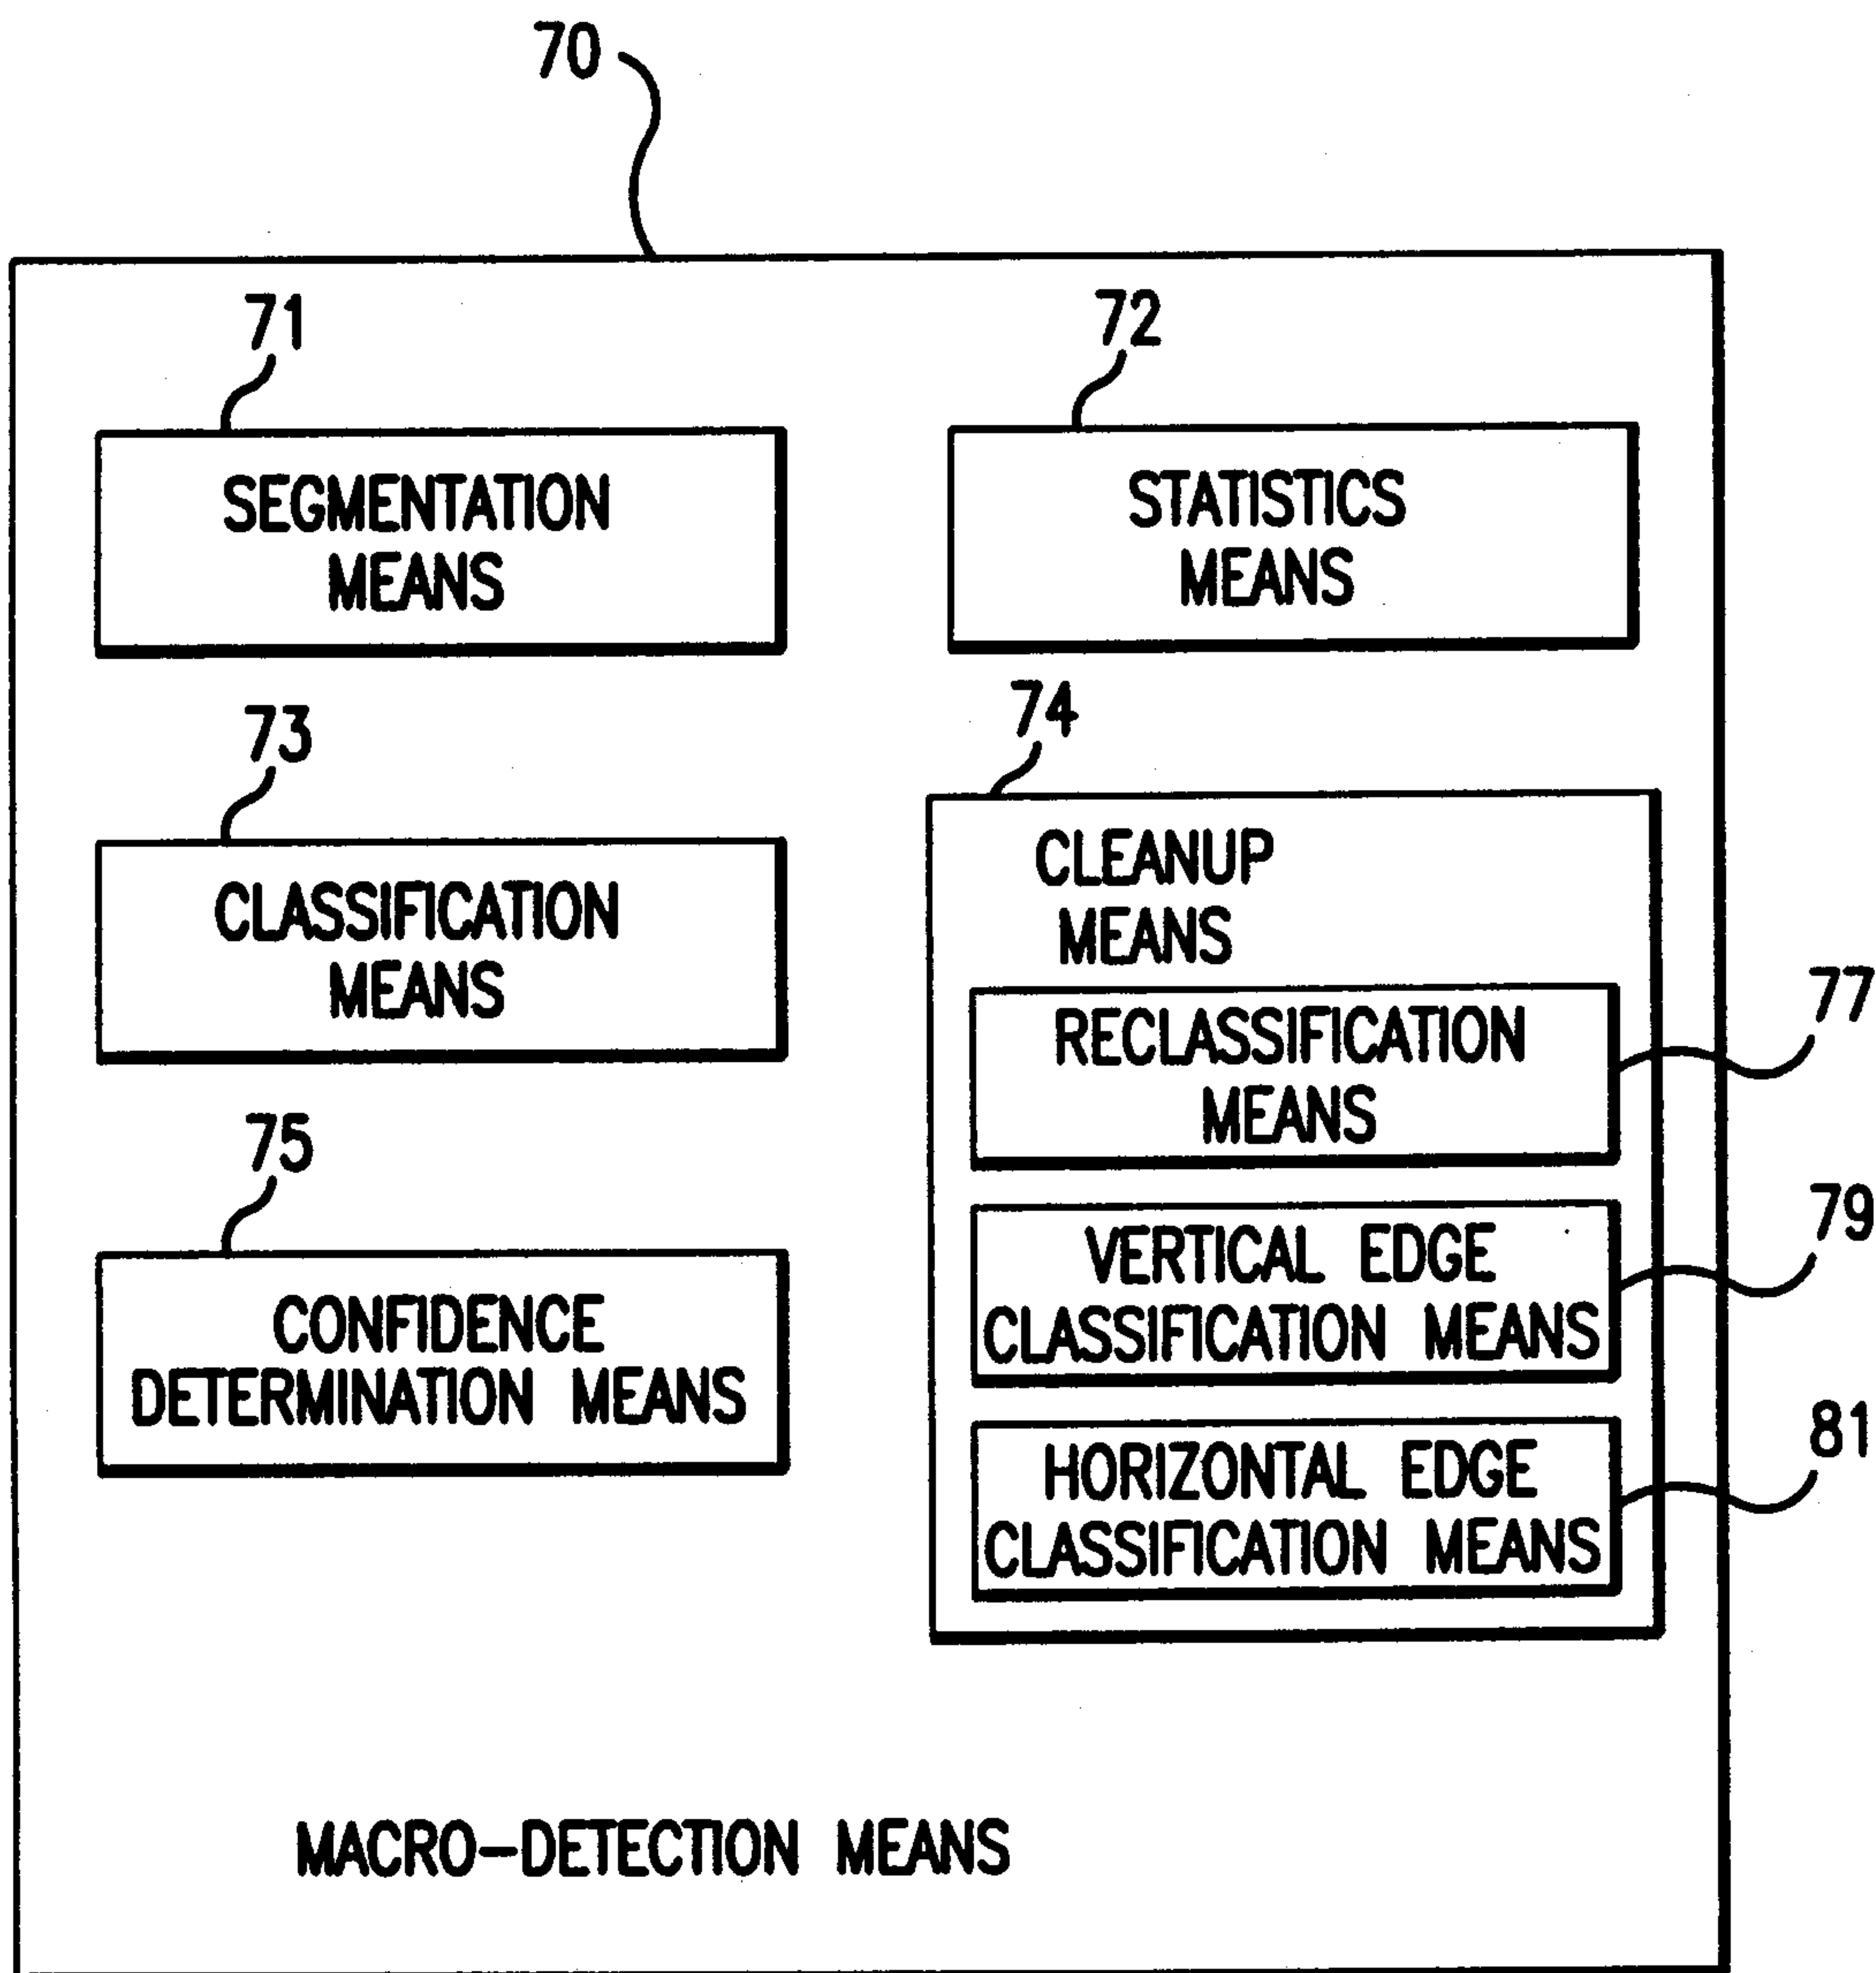 70
71
72
SEGMENTATION
MEANS
STATISTICS
MEANS
73
74
CLASSIFICATION
MEANS
CLEANUP
MEANS
77
RECLASSIFICATION
MEANS
75
CONFIDENCE
DETERMINATION MEANS
79
VERTICAL EDGE
CLASSIFICATION MEANS
81
HORIZONTAL EDGE
CLASSIFICATION MEANS
MACRO-DETECTION MEANS